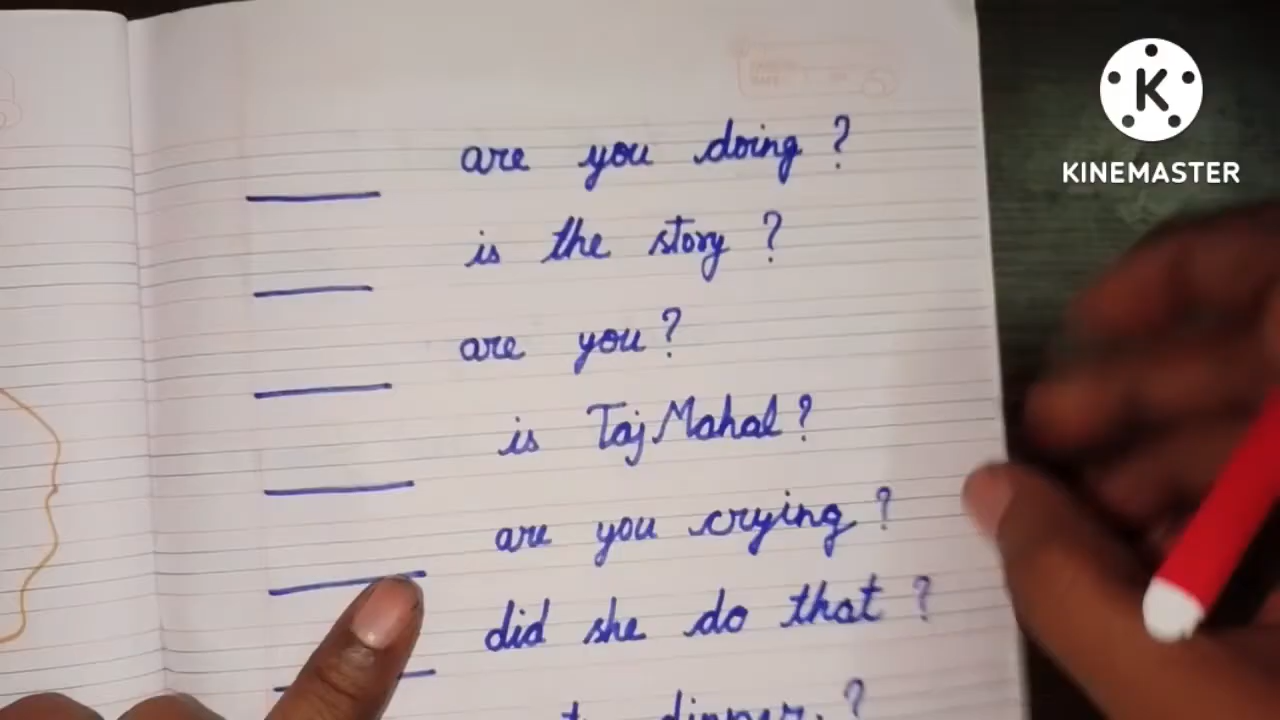 are you doing ?
is the story ?
are you ?
is Taj Mahal ?
are you crying ?
did she do that ?
dinner. ?
K
KINEMASTER